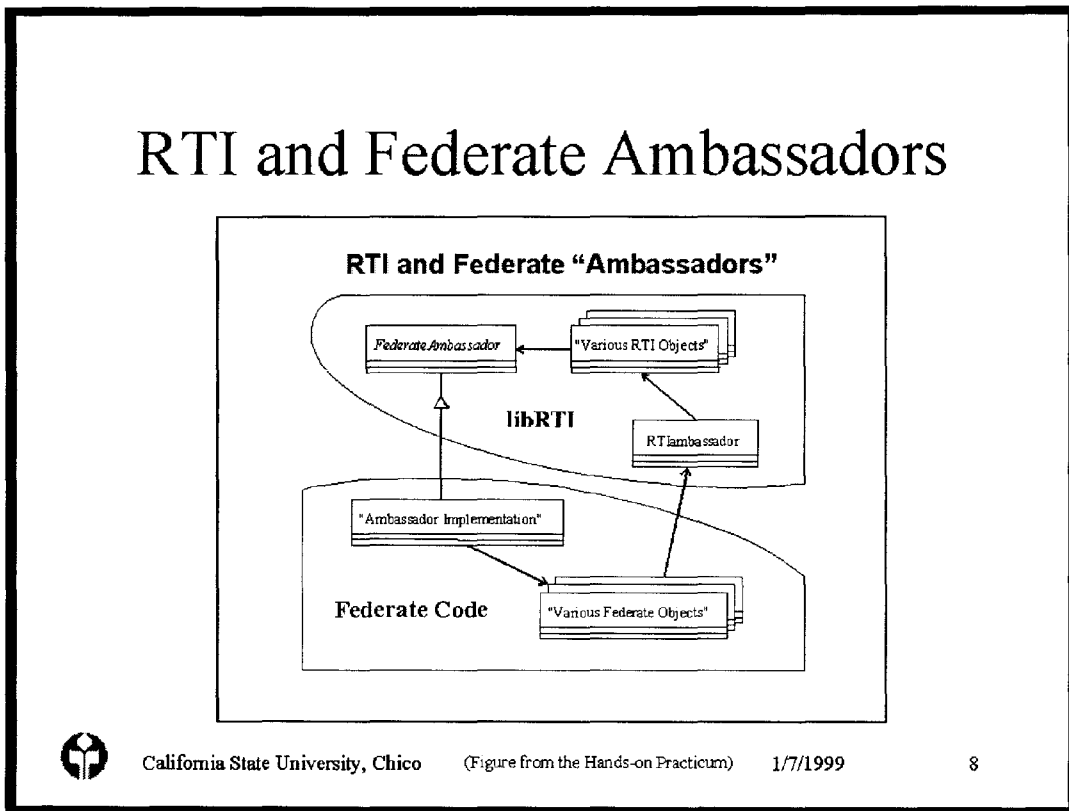 RTI and Federate Ambassadors
RTI and Federate “Ambassadors”
FederateAmbassador
"Various RTI Objects"
libRTI
RTIambassador
"Ambassador Implementation"
Federate Code
"Various Federate Objects"
California State University, Chico (Figure from the Hands-on Practicum) 1/7/1999 8